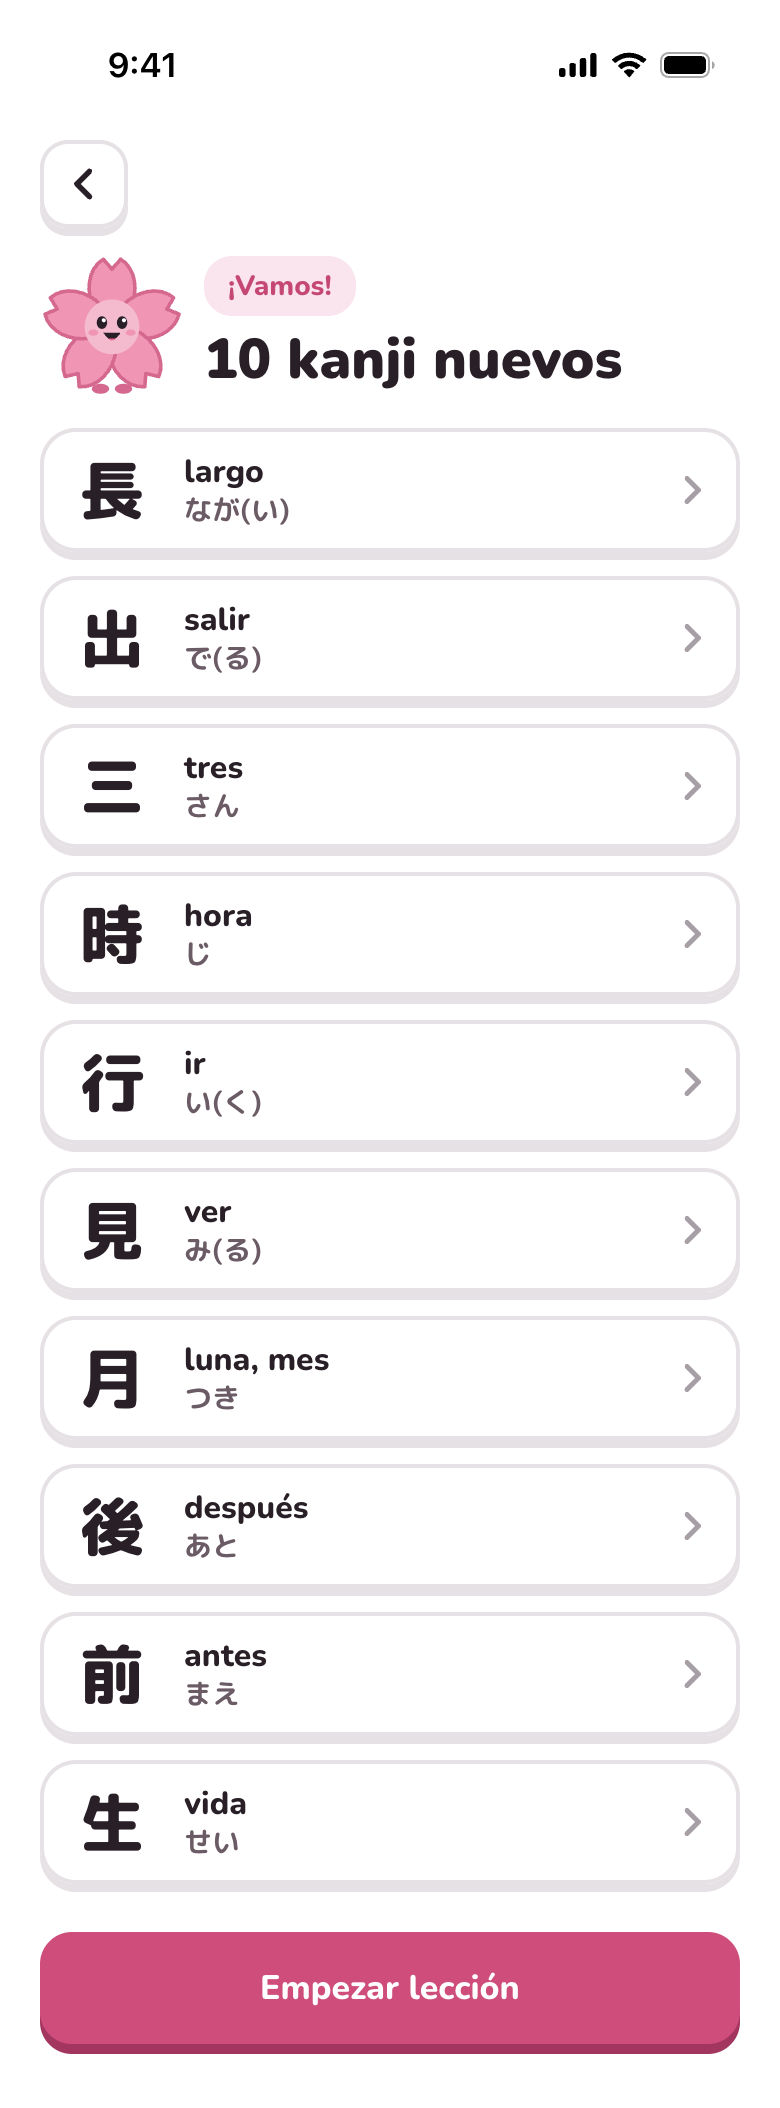 9:41
¡Vamos!
10 kanji nuevos
長
largo
なが(い)
出
salir
で(る)
三
tres
さん
時
hora
じ
行
ir
い(く)
見
ver
み(る)
月
luna, mes
つき
後
después
あと
前
antes
まえ
生
vida
せい
Empezar lección